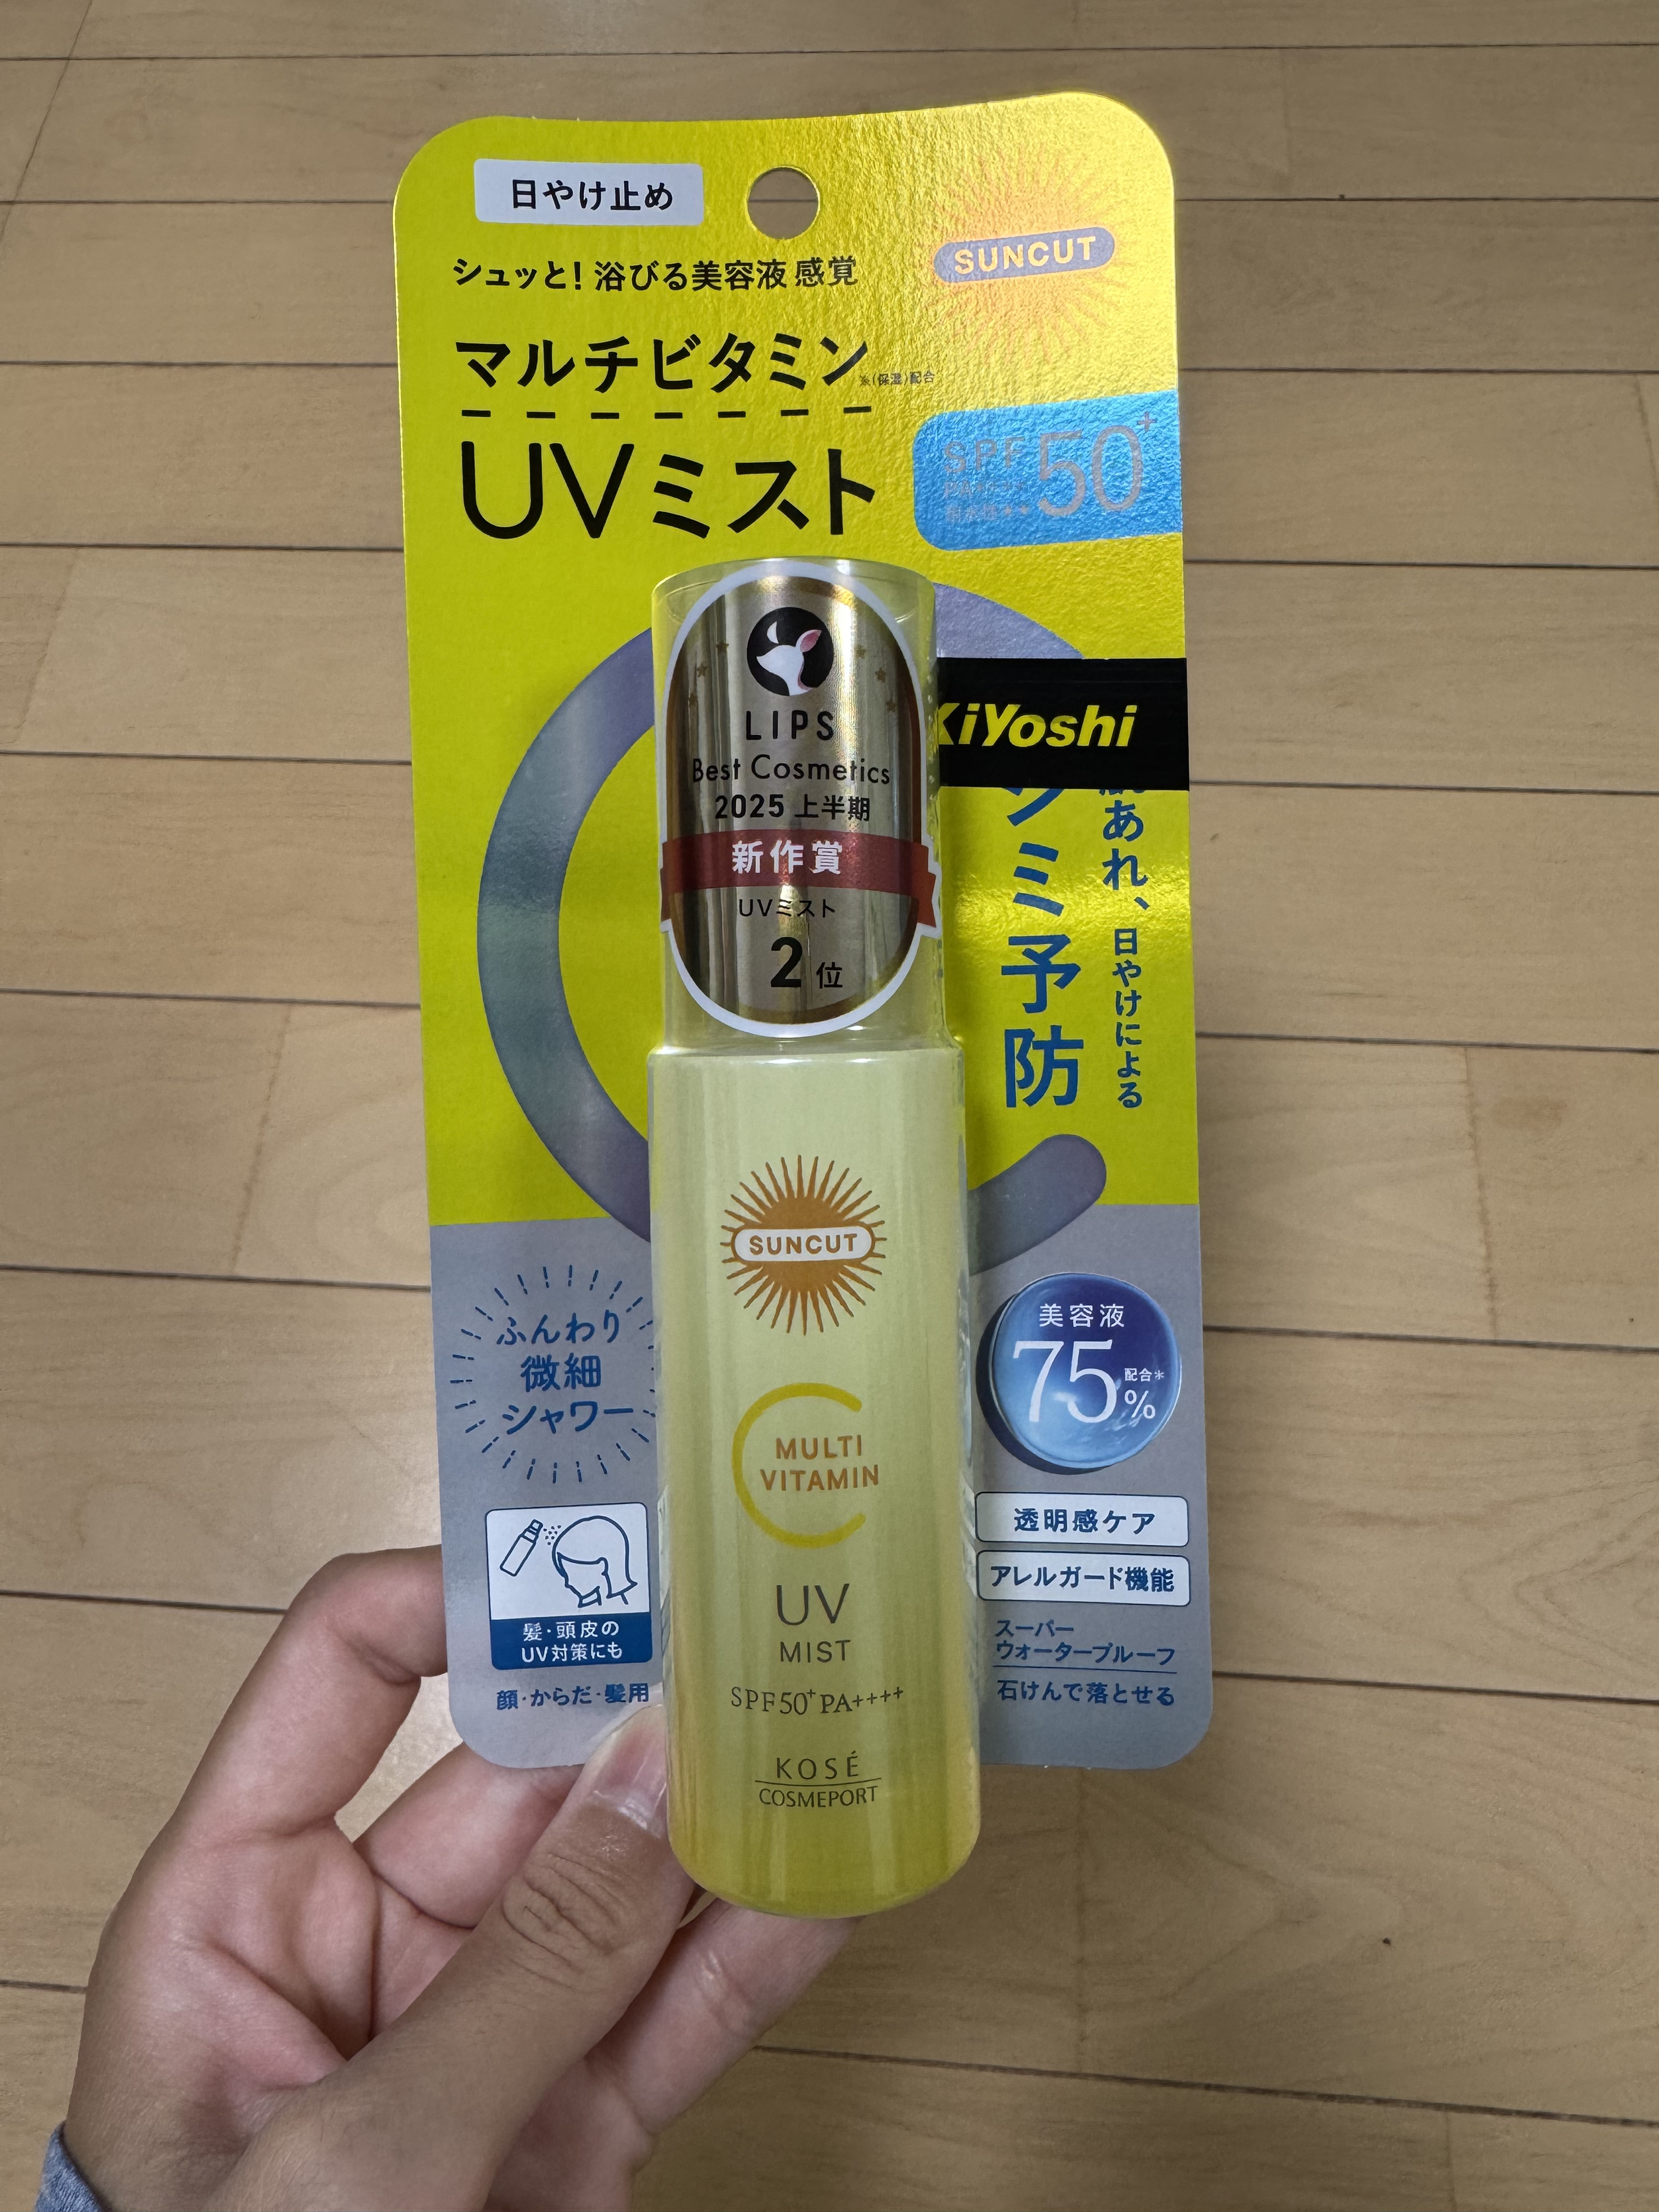 日やけ止め
シュッと! 浴びる美容液 感覚
SUNCUT
マルチビタミン
※(保湿)配合
UVミスト
SPF 50+
PA++++
耐水性★★
LIPS
Best Cosmetics
2025 上半期
新作賞
UVミスト
2位
KiYoshi
あれ、日やけによる
ミ予防
SUNCUT
MULTI
VITAMIN
UV
MIST
SPF50+ PA++++
KOSÉ
COSMEPORT
ふんわり
微細
シャワー
髪・頭皮の
UV対策にも
顔・からだ・髪用
美容液
75%
配合*
透明感ケア
アレルガード機能
スーパー
ウォータープルーフ
石けんで落とせる